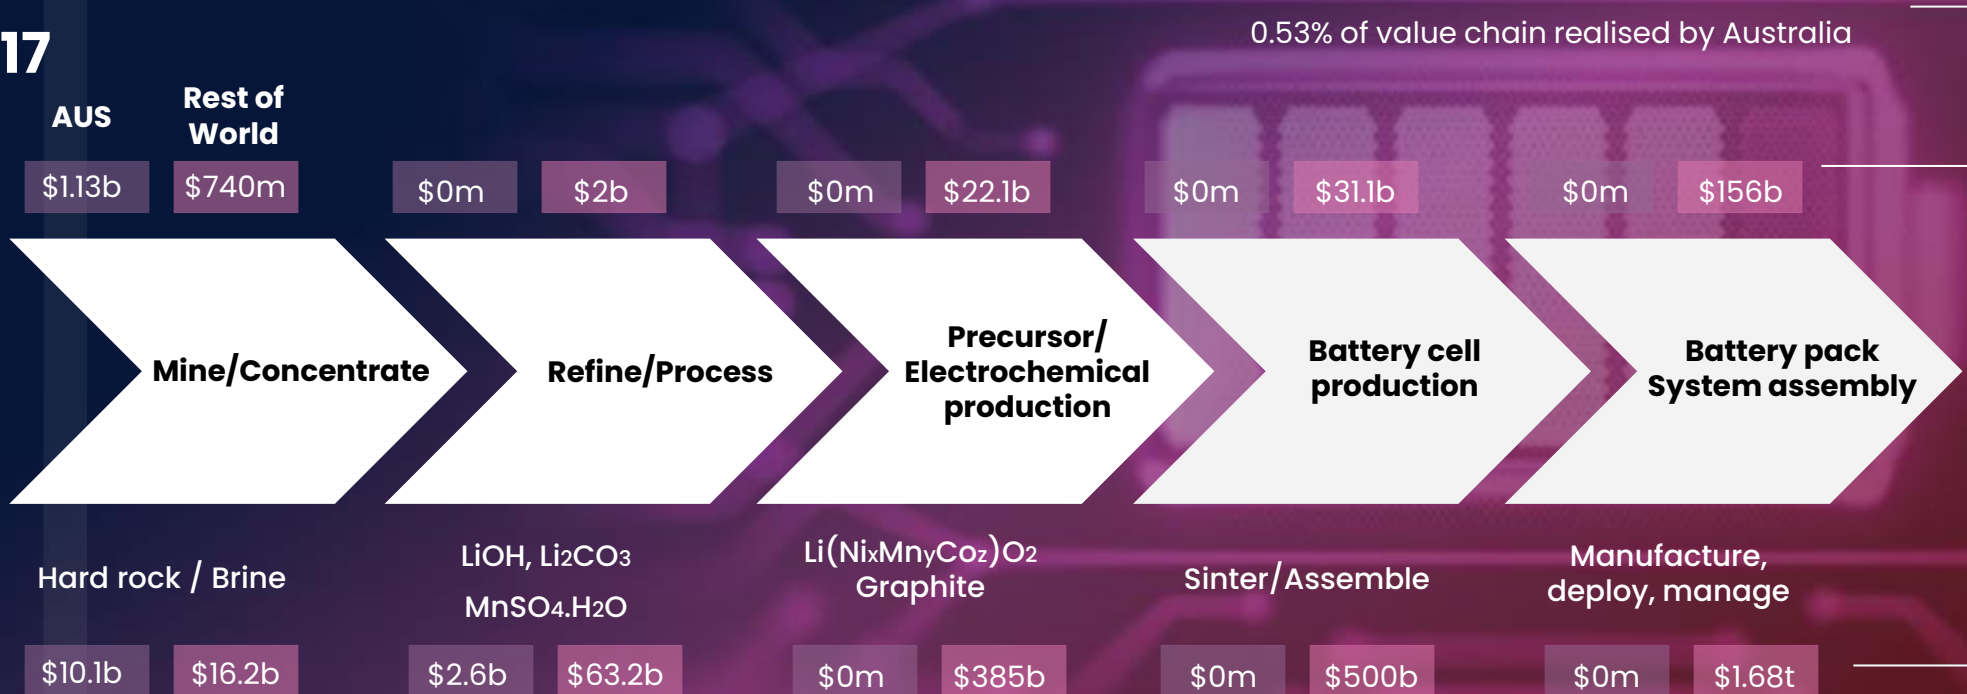 0.53% of value chain realised by Australia
17
AUS
Rest of
World
$1.13b
$740m
$0m
$2b
$0m
$22.1b
$0m
$31.1b
$0m
$156b
Mine/Concentrate
Refine/Process
Precursor/
Electrochemical
production
Battery cell
production
Battery pack
System assembly
Hard rock / Brine
LiOH, Li2CO3
MnSO4.H2O
Li(NixMnyCoz)O2
Graphite
Sinter/Assemble
Manufacture,
deploy, manage
$10.1b
$16.2b
$2.6b
$63.2b
$0m
$385b
$0m
$500b
$0m
$1.68t